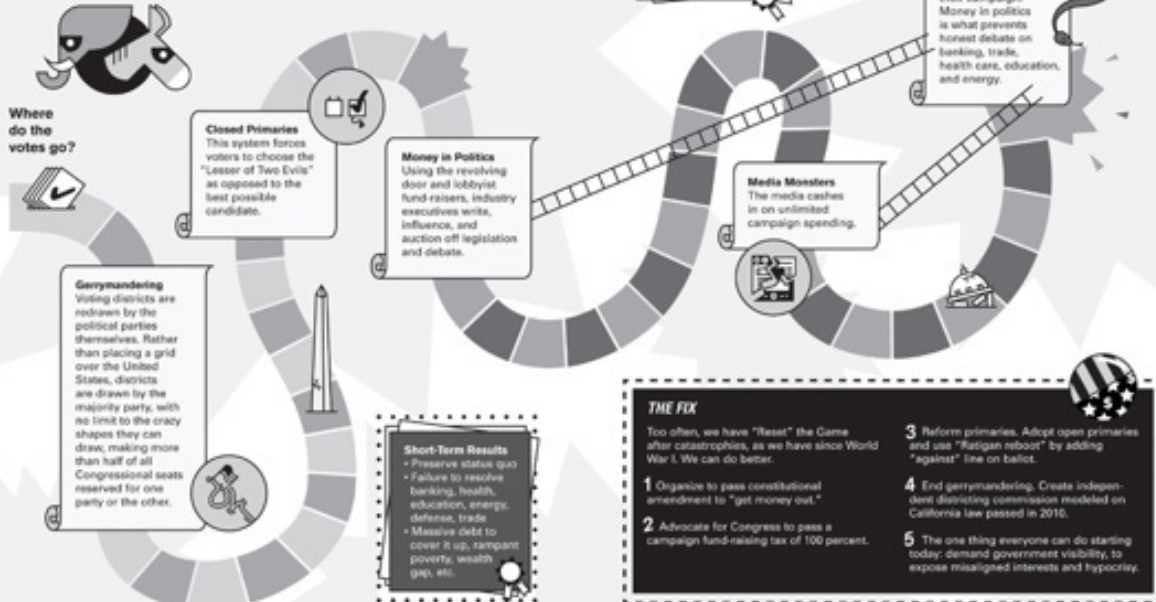 Where
do the
votes go?
Closed Primaries
This system forces
voters to choose the
"Lesser of Two Evils"
as opposed to the
best possible
candidate.
Gerrymandering
Voting districts are
redrawn by the
political parties
themselves. Rather
than placing a grid
over the United
States, districts
are drawn by the
majority party, with
no limit to the crazy
shapes they can
draw, making more
than half of all
Congressional seats
reserved for one
party or the other.
Money in Politics
Using the revolving
door and lobbyist
fund-raisers, industry
executives write,
influence, and
auction off legislation
and debate.
Media Monsters
The media cashes
in on unlimited
campaign spending.
Money in politics
is what prevents
honest debate on
banking, trade,
health care, education,
and energy.
Short-Term Results
• Preserve status quo
• Failure to resolve
banking, health,
education, energy,
defense, trade
• Massive debt to
cover it up, rampant
poverty, wealth
gap, etc.
THE FIX
Too often, we have "Reset" the Game
after catastrophies, as we have since World
War I. We can do better.
1 Organize to pass constitutional
amendment to "get money out."
2 Advocate for Congress to pass a
campaign fund-raising tax of 100 percent.
3 Reform primaries. Adopt open primaries
and use "Ratigan reboot" by adding
"against" line on ballot.
4 End gerrymandering. Create indepen-
dent districting commission modeled on
California law passed in 2010.
5 The one thing everyone can do starting
today: demand government visibility, to
expose misaligned interests and hypocrisy.